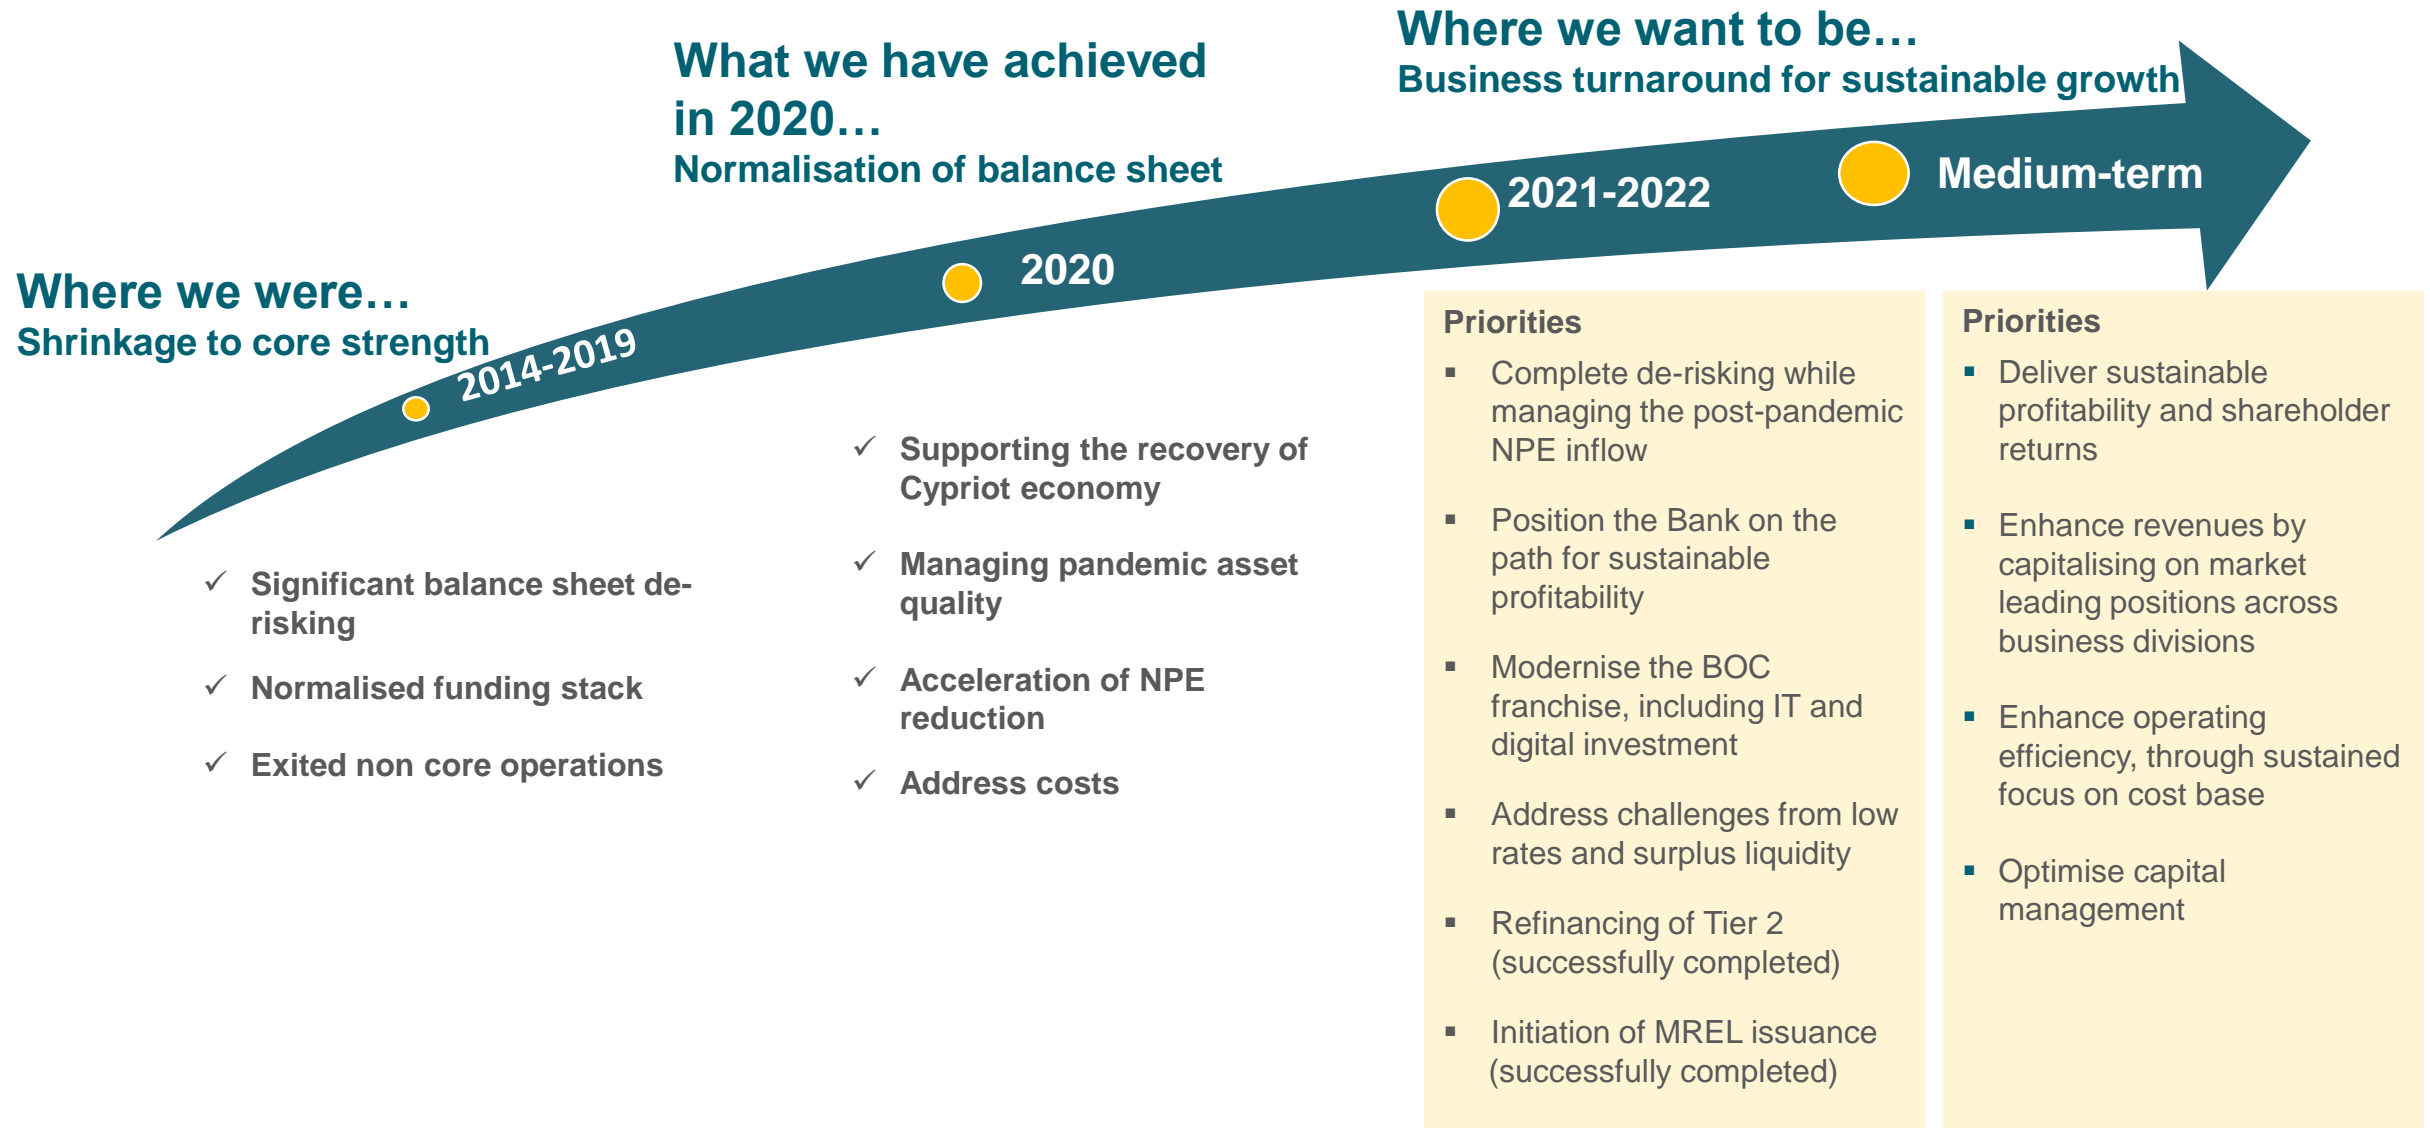 Where we were…
Shrinkage to core strength
What we have achieved
in 2020…
Normalisation of balance sheet
Where we want to be…
Business turnaround for sustainable growth
2014-2019
2020
2021-2022
Medium-term
✓ Significant balance sheet de-
risking
✓ Normalised funding stack
✓ Exited non core operations
✓ Supporting the recovery of
Cypriot economy
✓ Managing pandemic asset
quality
✓ Acceleration of NPE
reduction
✓ Address costs
Priorities
▪ Complete de-risking while
managing the post-pandemic
NPE inflow
▪ Position the Bank on the
path for sustainable
profitability
▪ Modernise the BOC
franchise, including IT and
digital investment
▪ Address challenges from low
rates and surplus liquidity
▪ Refinancing of Tier 2
(successfully completed)
▪ Initiation of MREL issuance
(successfully completed)
Priorities
▪ Deliver sustainable
profitability and shareholder
returns
▪ Enhance revenues by
capitalising on market
leading positions across
business divisions
▪ Enhance operating
efficiency, through sustained
focus on cost base
▪ Optimise capital
management